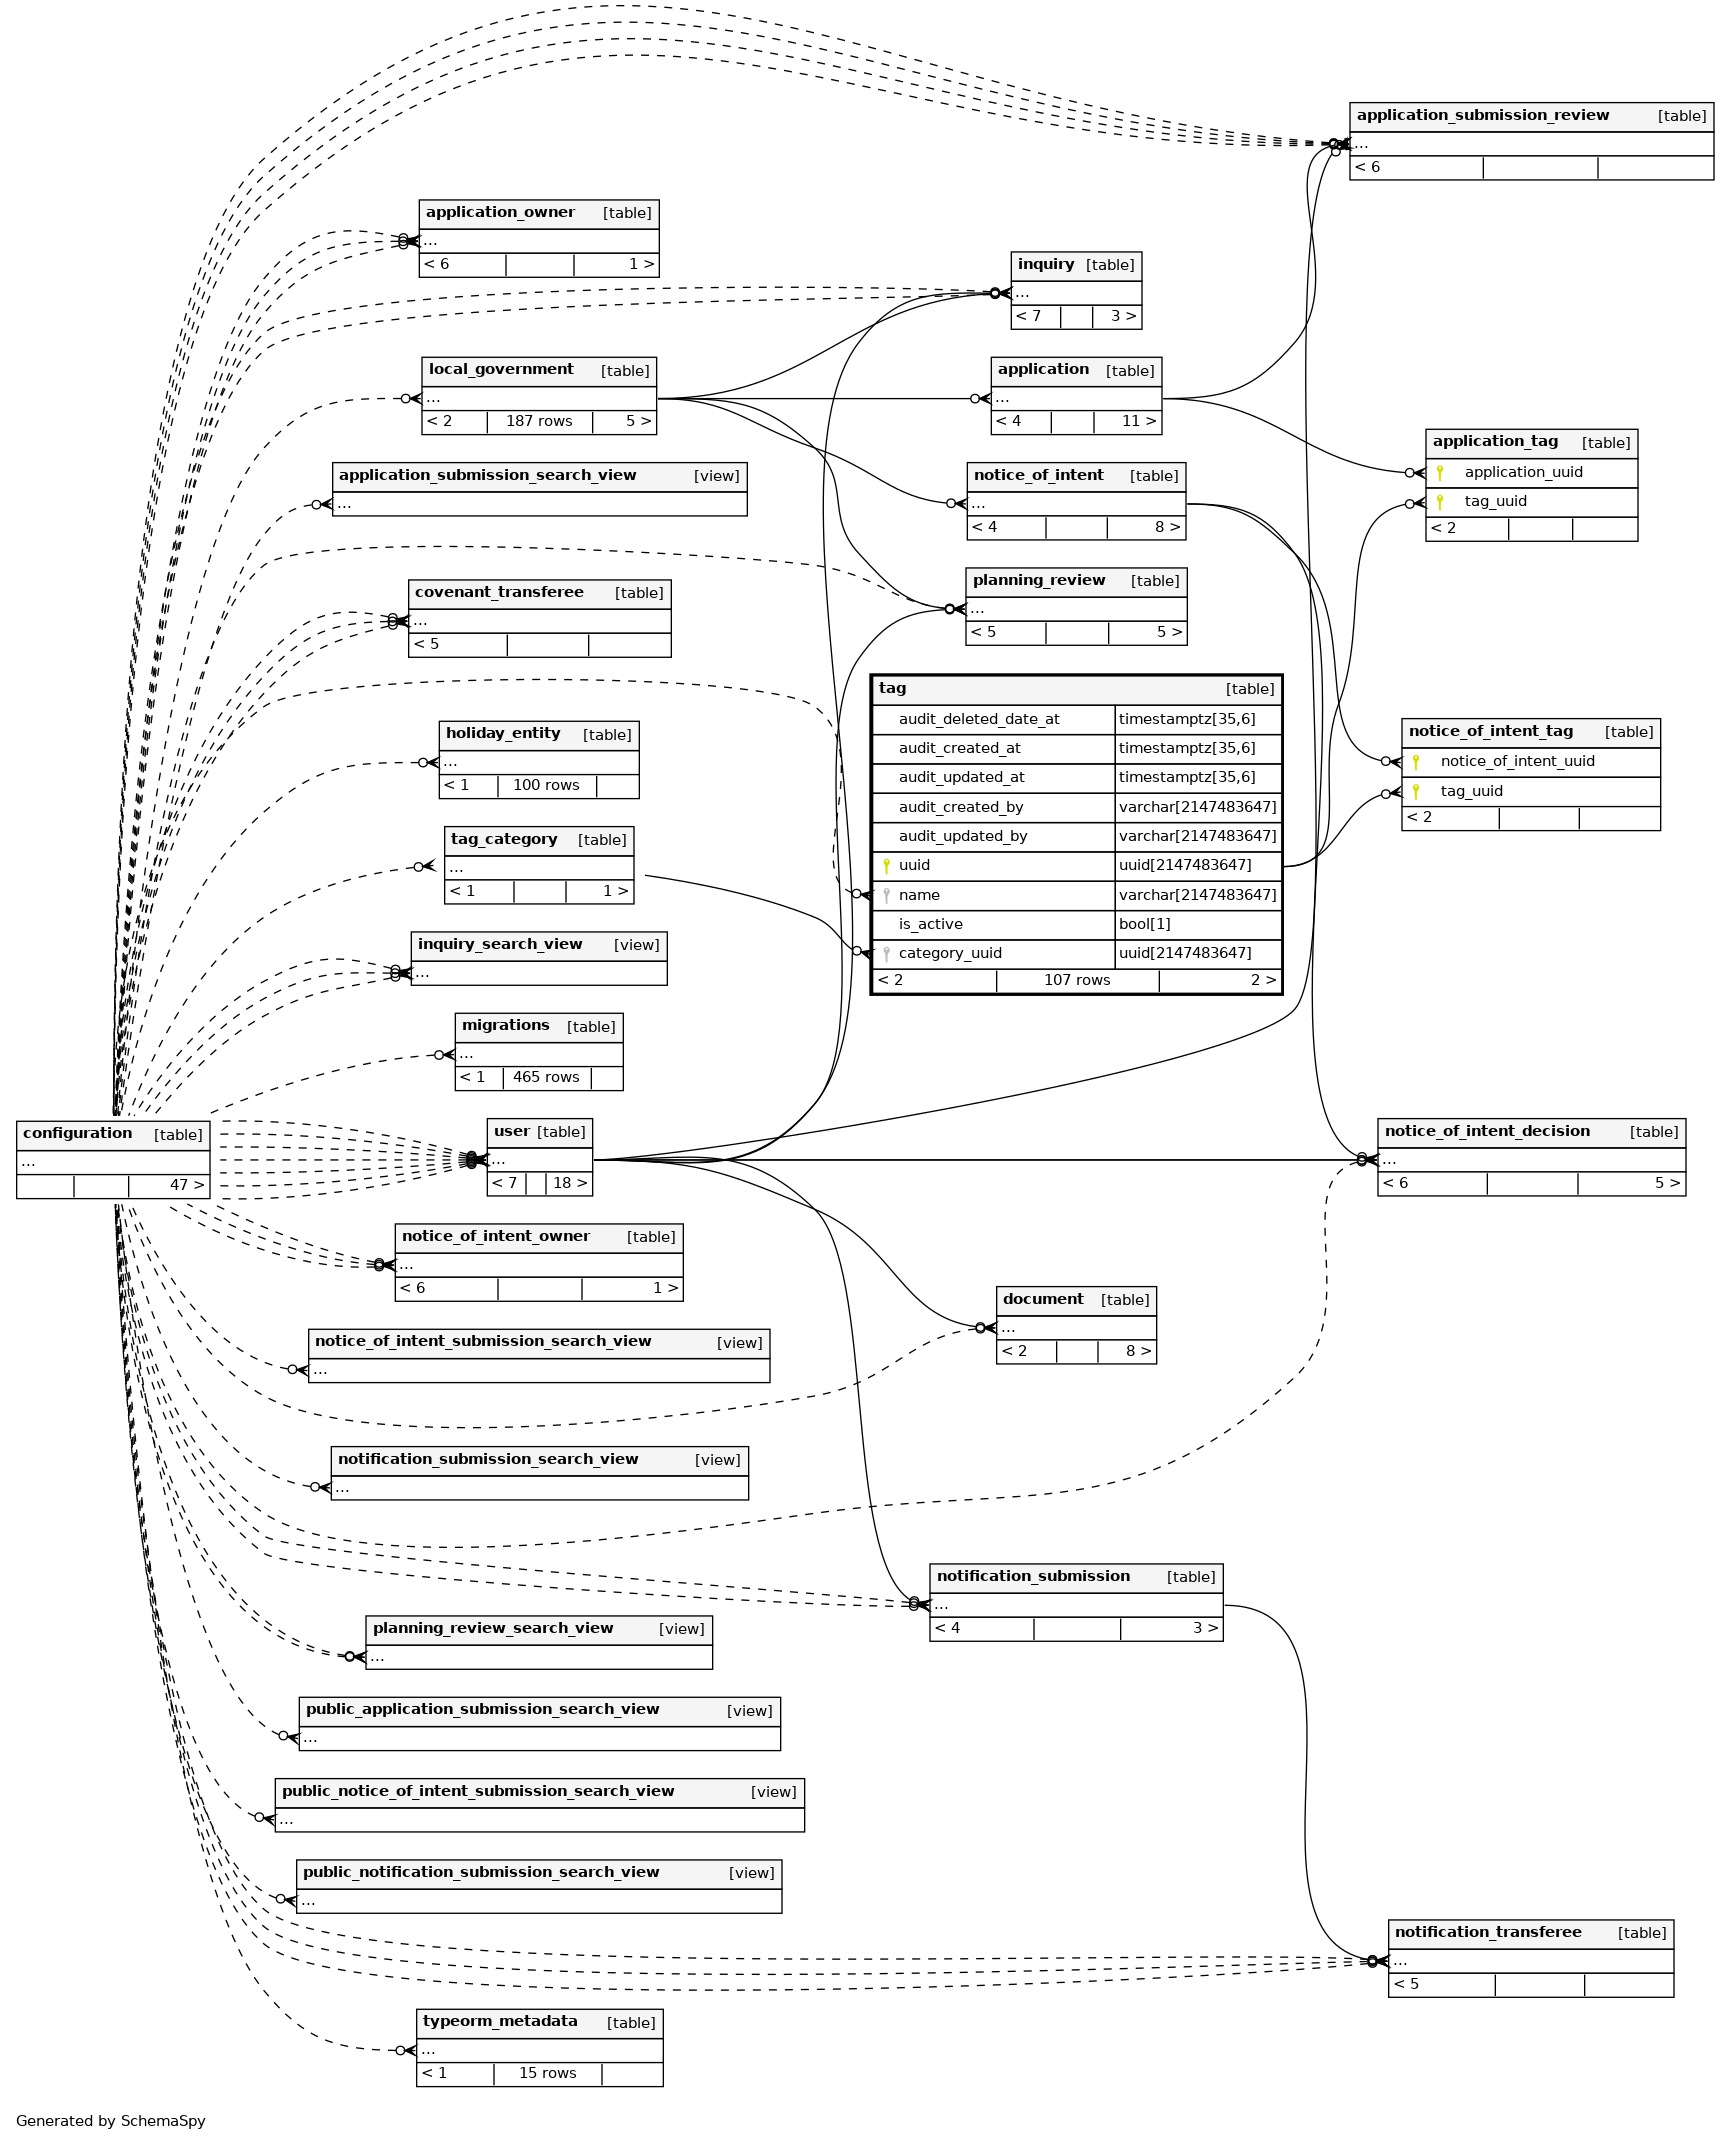 application_submission_review [table]
...
< 6
application_owner [table]
...
< 6 1 >
inquiry [table]
...
< 7 3 >
local_government [table]
...
< 2 187 rows 5 >
application [table]
...
< 4 11 >
application_tag [table]
application_uuid
tag_uuid
< 2
application_submission_search_view [view]
...
notice_of_intent [table]
...
< 4 8 >
covenant_transferee [table]
...
< 5
planning_review [table]
...
< 5 5 >
tag [table]
audit_deleted_date_at timestamptz[35,6]
audit_created_at timestamptz[35,6]
audit_updated_at timestamptz[35,6]
audit_created_by varchar[2147483647]
audit_updated_by varchar[2147483647]
uuid uuid[2147483647]
name varchar[2147483647]
is_active bool[1]
category_uuid uuid[2147483647]
< 2 107 rows 2 >
notice_of_intent_tag [table]
notice_of_intent_uuid
tag_uuid
< 2
holiday_entity [table]
...
< 1 100 rows
tag_category [table]
...
< 1 1 >
inquiry_search_view [view]
...
migrations [table]
...
< 1 465 rows
configuration [table]
...
47 >
user [table]
...
< 7 18 >
notice_of_intent_decision [table]
...
< 6 5 >
notice_of_intent_owner [table]
...
< 6 1 >
document [table]
...
< 2 8 >
notice_of_intent_submission_search_view [view]
...
notification_submission_search_view [view]
...
notification_submission [table]
...
< 4 3 >
planning_review_search_view [view]
...
public_application_submission_search_view [view]
...
public_notice_of_intent_submission_search_view [view]
...
public_notification_submission_search_view [view]
...
notification_transferee [table]
...
< 5
typeorm_metadata [table]
...
< 1 15 rows
Generated by SchemaSpy